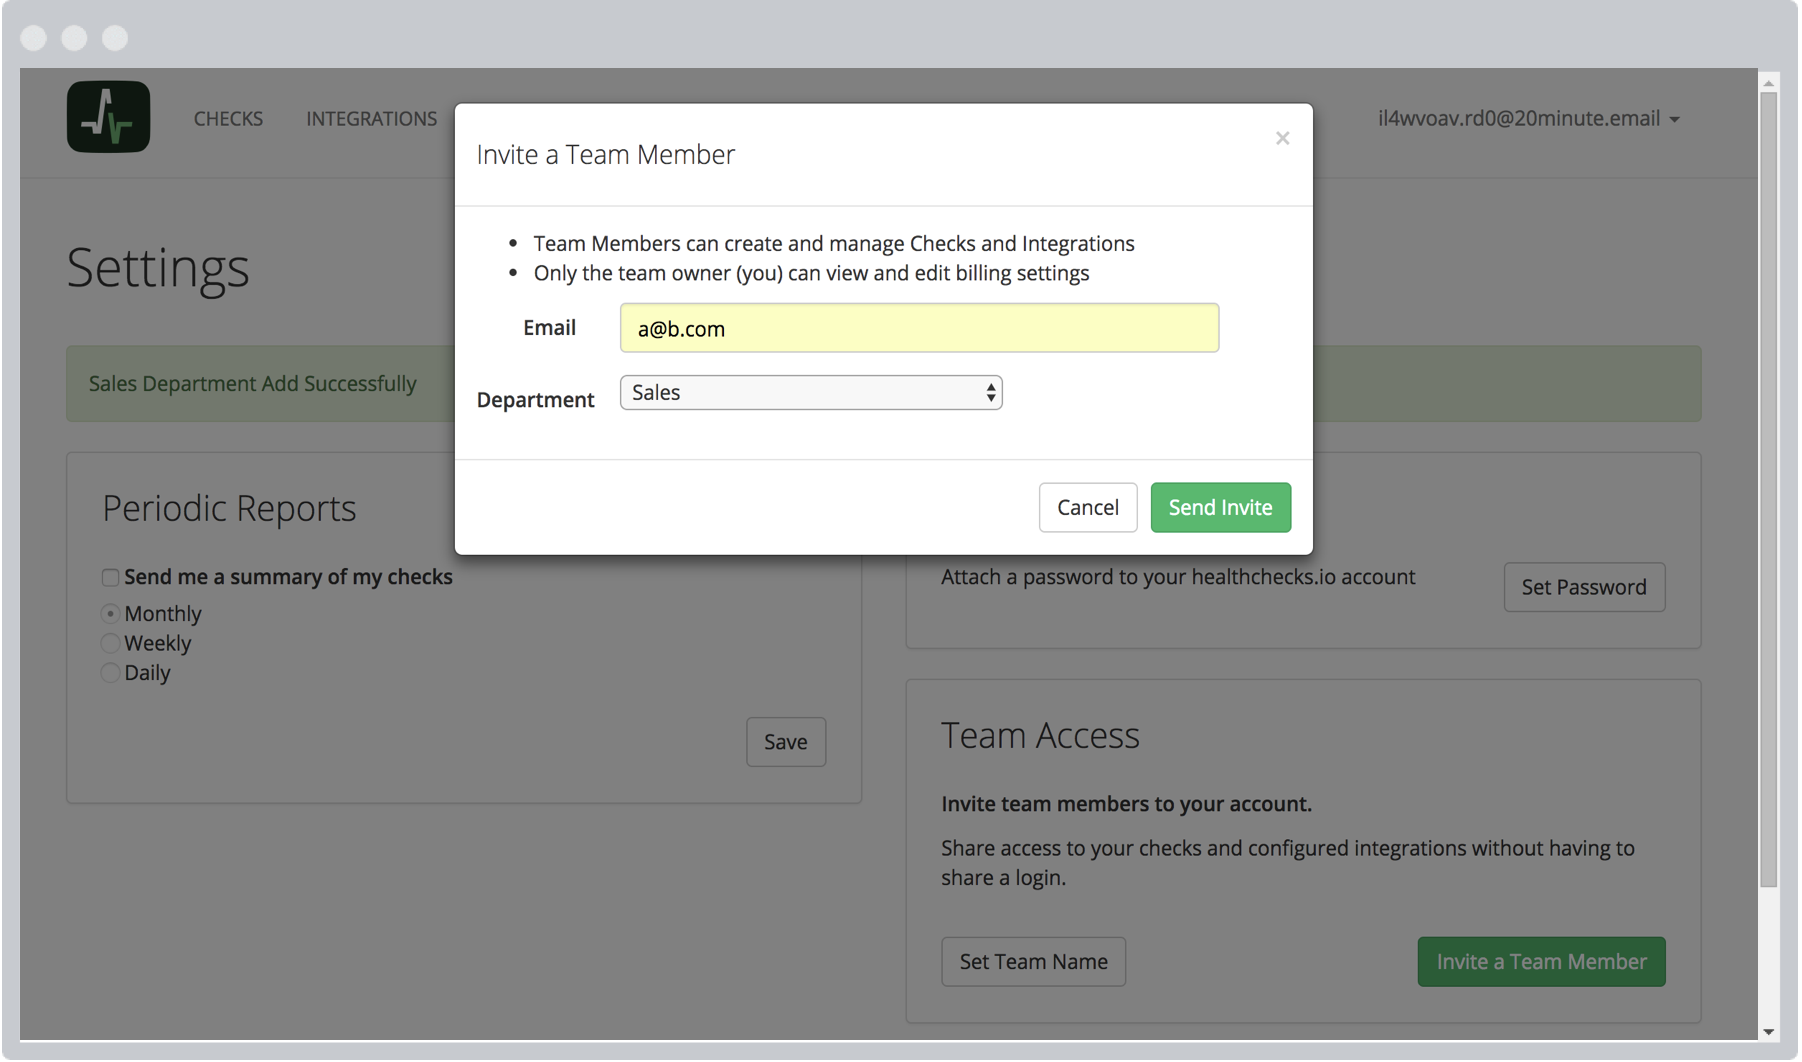 CHECKS
INTEGRATIONS
il4wvoav.rd0@20minute.email
Invite a Team Member
×
Team Members can create and manage Checks and Integrations
Only the team owner (you) can view and edit billing settings
Email
a@b.com
Department
Sales
Cancel
Send Invite
Settings
Sales Department Add Successfully
Periodic Reports
Send me a summary of my checks
Monthly
Weekly
Daily
Save
Attach a password to your healthchecks.io account
Set Password
Team Access
Invite team members to your account.
Share access to your checks and configured integrations without having to
share a login.
Set Team Name
Invite a Team Member